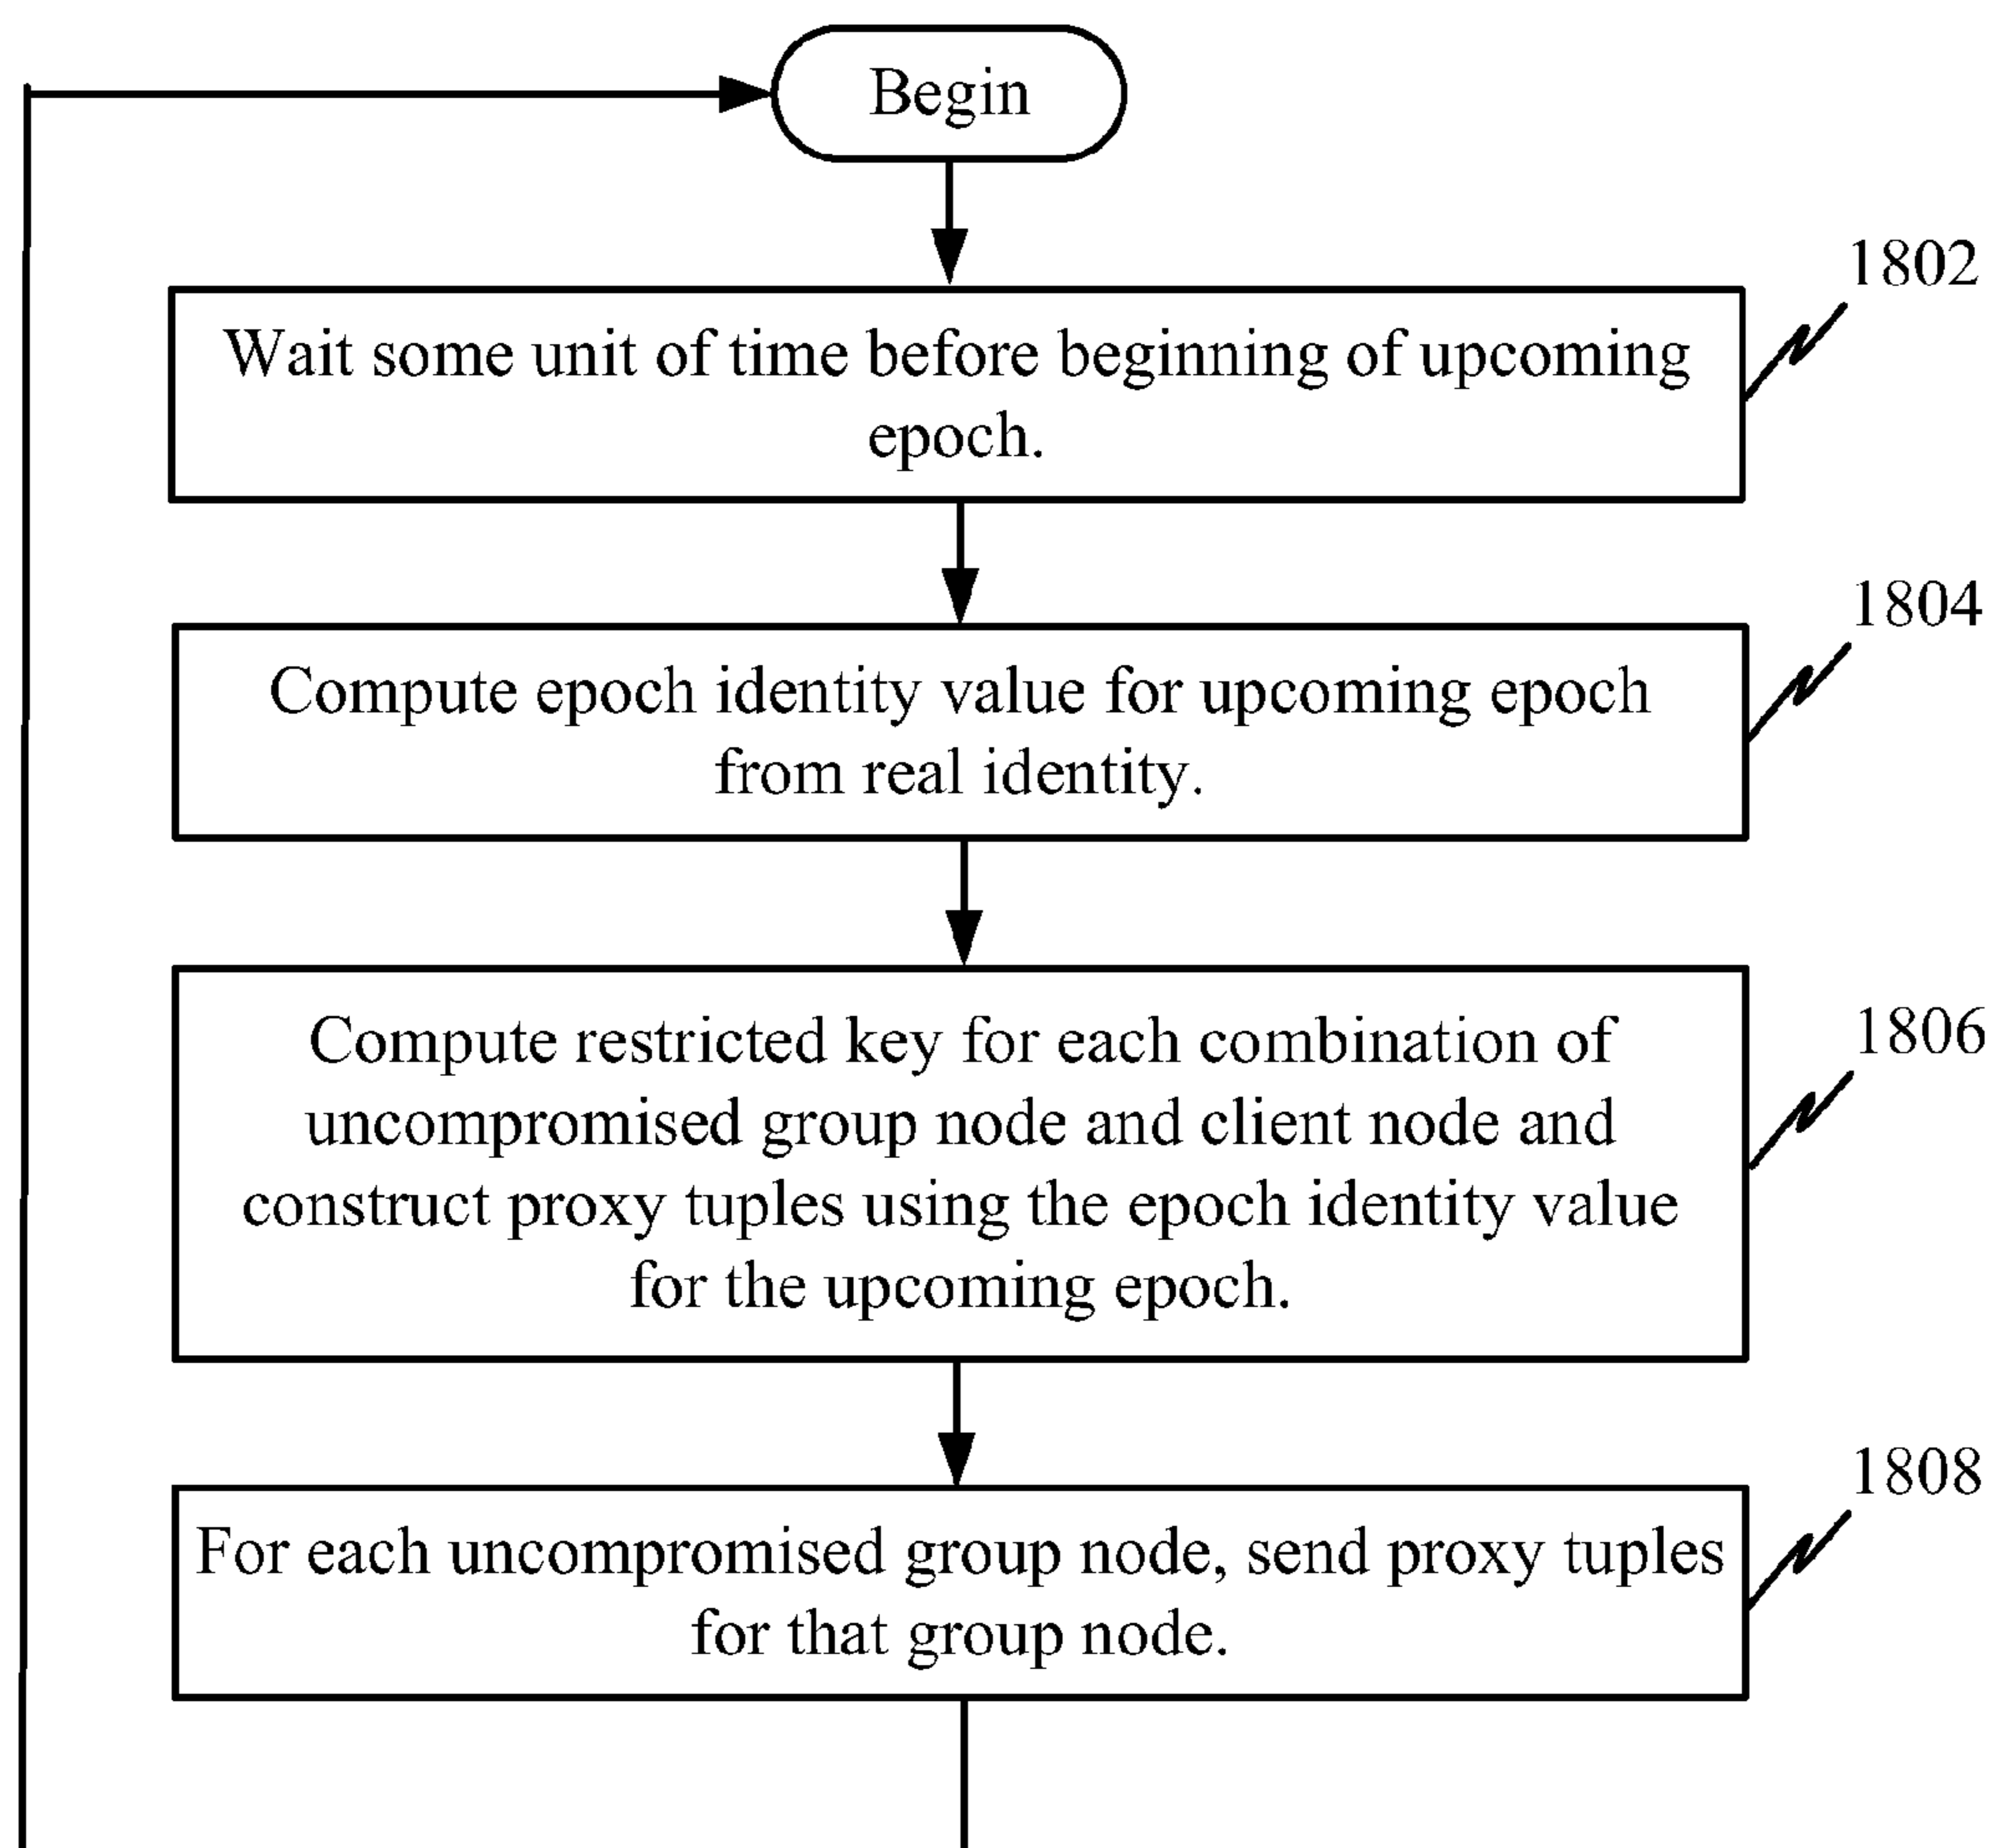 Begin
1802
Wait some unit of time before beginning of upcoming
epoch.
1804
Compute epoch identity value for upcoming epoch
from real identity.
1806
Compute restricted key for each combination of
uncompromised group node and client node and
construct proxy tuples using the epoch identity value
for the upcoming epoch.
1808
For each uncompromised group node, send proxy tuples
for that group node.